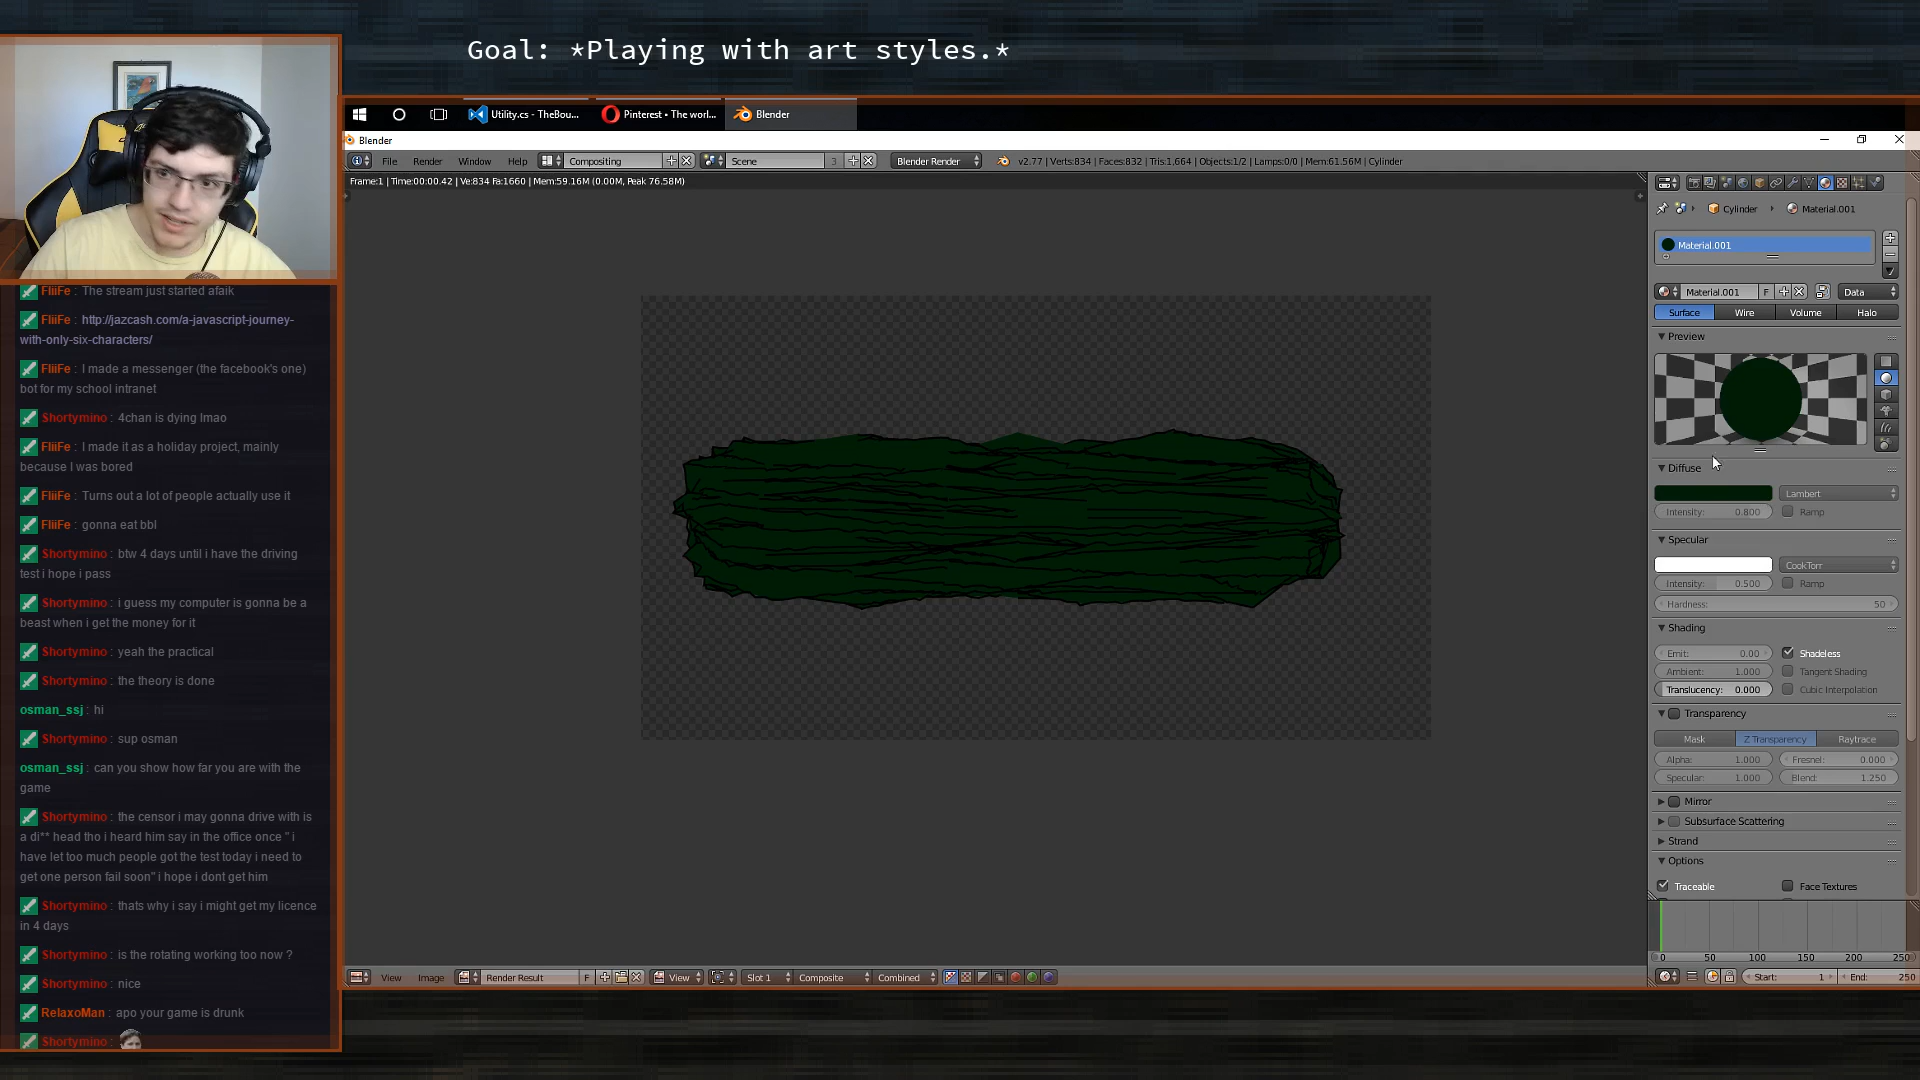 Goal: *Playing with art styles.*
Utility.cs - TheBou...
Pinterest • The worl...
Blender
Blender
File
Render
Window
Help
Compositing
Scene
3
Blender Render
v2.77 | Verts:834 | Faces:832 | Tris:1,664 | Objects:1/2 | Lamps:0/0 | Mem:61.56M | Cylinder
Frame:1 | Time:00:00.42 | Ve:834 Fa:1660 | Mem:59.16M (0.00M, Peak 76.58M)
Cylinder
Material.001
Material.001
Material.001
F
Data
Surface
Wire
Volume
Halo
Preview
Diffuse
Lambert
Intensity: 0.800
Ramp
Specular
CookTorr
Intensity: 0.500
Ramp
Hardness: 50
Shading
Emit: 0.00
Shadeless
Ambient: 1.000
Tangent Shading
Translucency: 0.000
Cubic Interpolation
Transparency
Mask
Z Transparency
Raytrace
Alpha: 1.000
Fresnel: 0.000
Specular: 1.000
Blend: 1.250
Mirror
Subsurface Scattering
Strand
Options
Traceable
Face Textures
0 50 100 150 200 250
Start: 1
End: 250
View
Image
Render Result
F
View
Slot 1
Composite
Combined
FliiFe : The stream just started afaik
FliiFe : http://jazcash.com/a-javascript-journey-
with-only-six-characters/
FliiFe : I made a messenger (the facebook's one)
bot for my school intranet
Shortymino : 4chan is dying lmao
FliiFe : I made it as a holiday project, mainly
because I was bored
FliiFe : Turns out a lot of people actually use it
FliiFe : gonna eat bbl
Shortymino : btw 4 days until i have the driving
test i hope i pass
Shortymino : i guess my computer is gonna be a
beast when i get the money for it
Shortymino : yeah the practical
Shortymino : the theory is done
osman_ssj : hi
Shortymino : sup osman
osman_ssj : can you show how far you are with the
game
Shortymino : the censor i may gonna drive with is
a di** head tho i heard him say in the office once " i
have let too much people got the test today i need to
get one person fail soon" i hope i dont get him
Shortymino : thats why i say i might get my licence
in 4 days
Shortymino : is the rotating working too now ?
Shortymino : nice
RelaxoMan : apo your game is drunk
Shortymino :